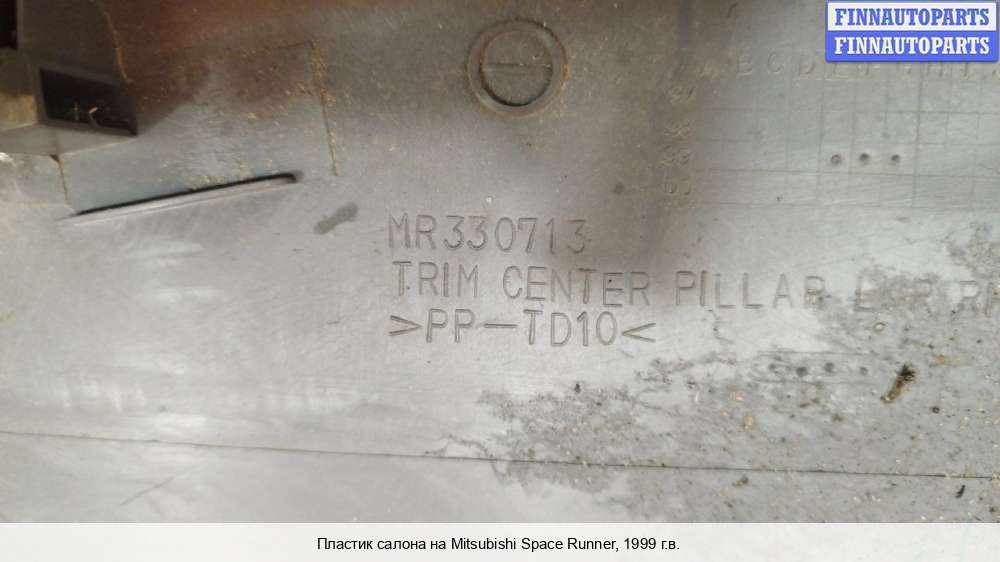 FINNAUTOPARTS
FINNAUTOPARTS
MR330713
TRIM CENTER PILLAR
>PP-TD10<
Пластик салона на Mitsubishi Space Runner, 1999 г.в.